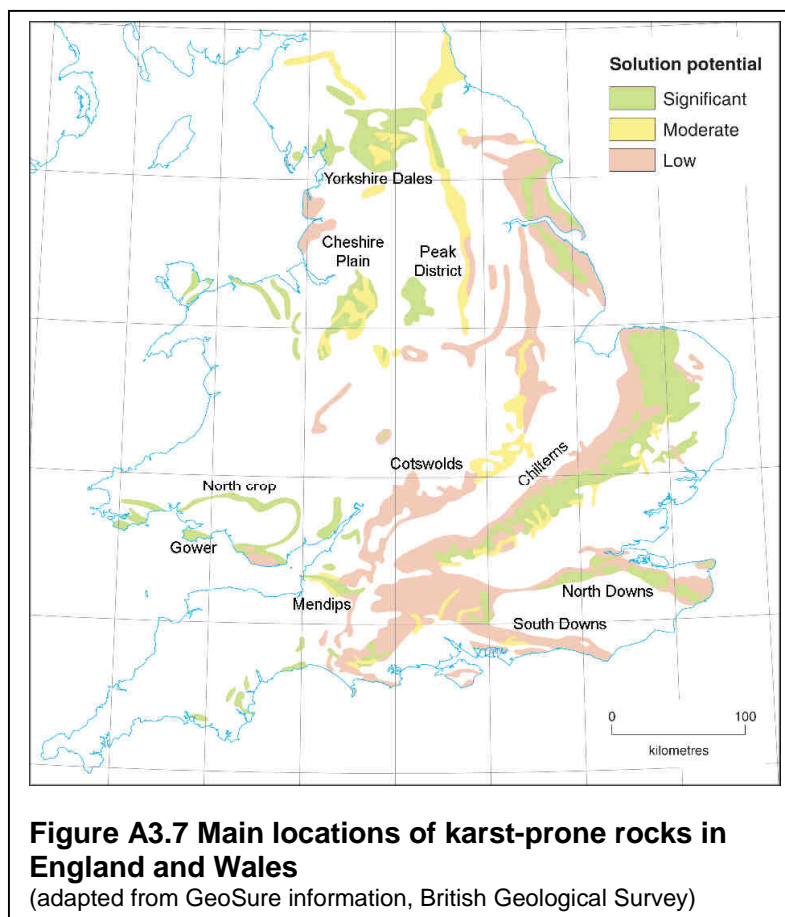 Solution potential
Significant
Moderate
Low
Yorkshire Dales
Cheshire
Plain
Peak
District
Cotswolds
Chilterns
North crop
Gower
Mendips
North Downs
South Downs
0
100
kilometres
Figure A3.7 Main locations of karst-prone rocks in
England and Wales
(adapted from GeoSure information, British Geological Survey)